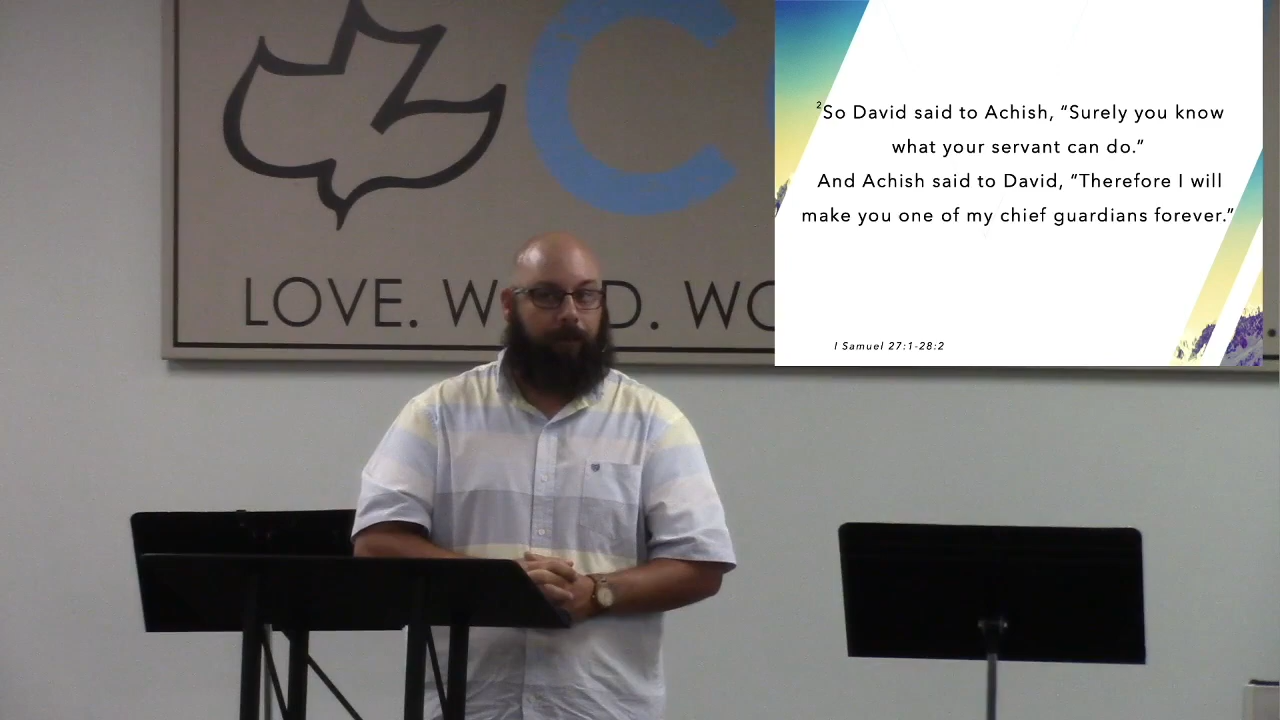 C
LOVE. W D. WO
²So David said to Achish, “Surely you know
what your servant can do.”
And Achish said to David, “Therefore I will
make you one of my chief guardians forever.”
I Samuel 27:1-28:2